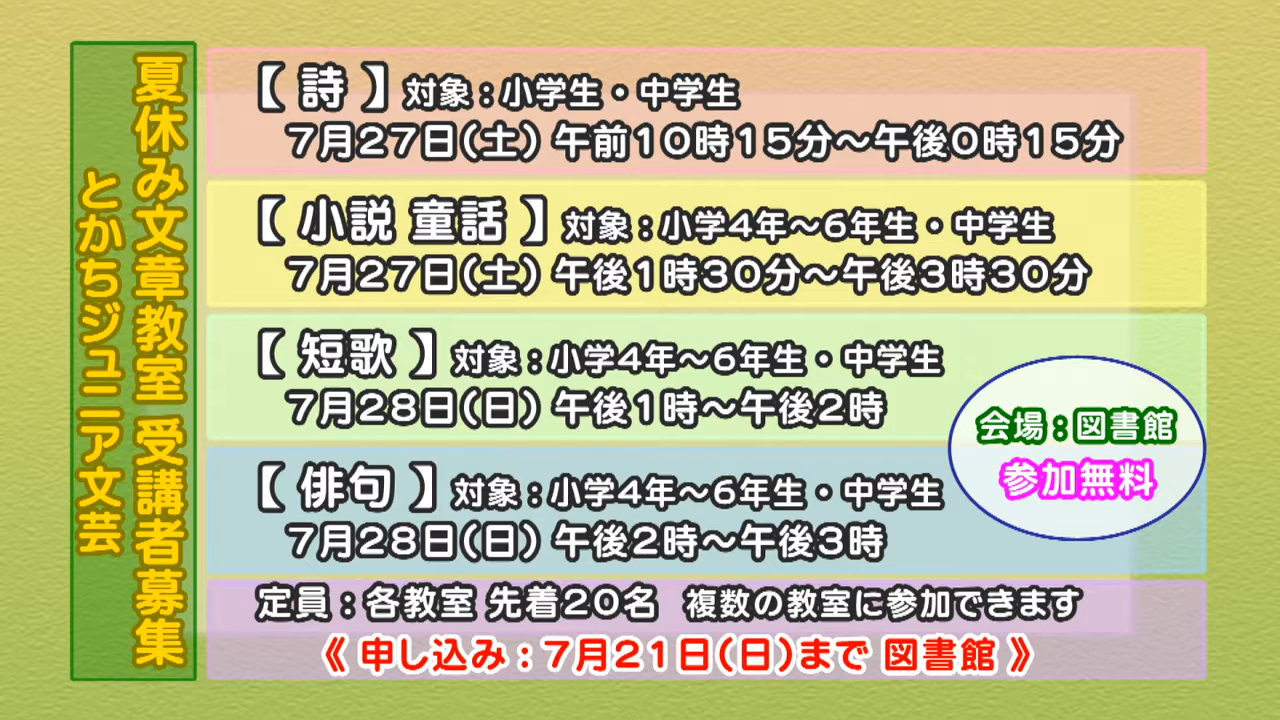 夏休み文章教室 受講者募集
とかちジュニア文芸
【 詩 】対象：小学生・中学生
7月27日(土) 午前10時15分～午後0時15分
【 小説 童話 】対象：小学4年～6年生・中学生
7月27日(土) 午後1時30分～午後3時30分
【 短歌 】対象：小学4年～6年生・中学生
7月28日(日) 午後1時～午後2時
【 俳句 】対象：小学4年～6年生・中学生
7月28日(日) 午後2時～午後3時
会場：図書館
参加無料
定員：各教室 先着20名 複数の教室に参加できます
《 申し込み：7月21日(日)まで 図書館 》